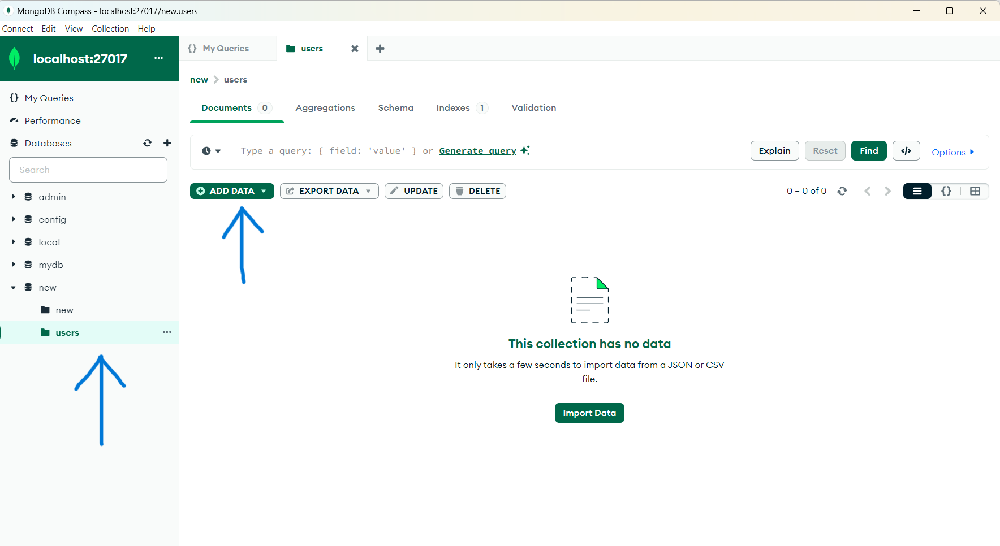 MongoDB Compass - localhost:27017/new.users
Connect Edit View Collection Help
localhost:27017 ...
{} My Queries
users
new > users
My Queries
Performance
Databases
Search
admin
config
local
mydb
new
new
users ...
Documents 0 Aggregations Schema Indexes 1 Validation
Type a query: { field: 'value' } or Generate query
Explain Reset Find </> Options
ADD DATA EXPORT DATA UPDATE DELETE
0 – 0 of 0 {}
This collection has no data
It only takes a few seconds to import data from a JSON or CSV
file.
Import Data